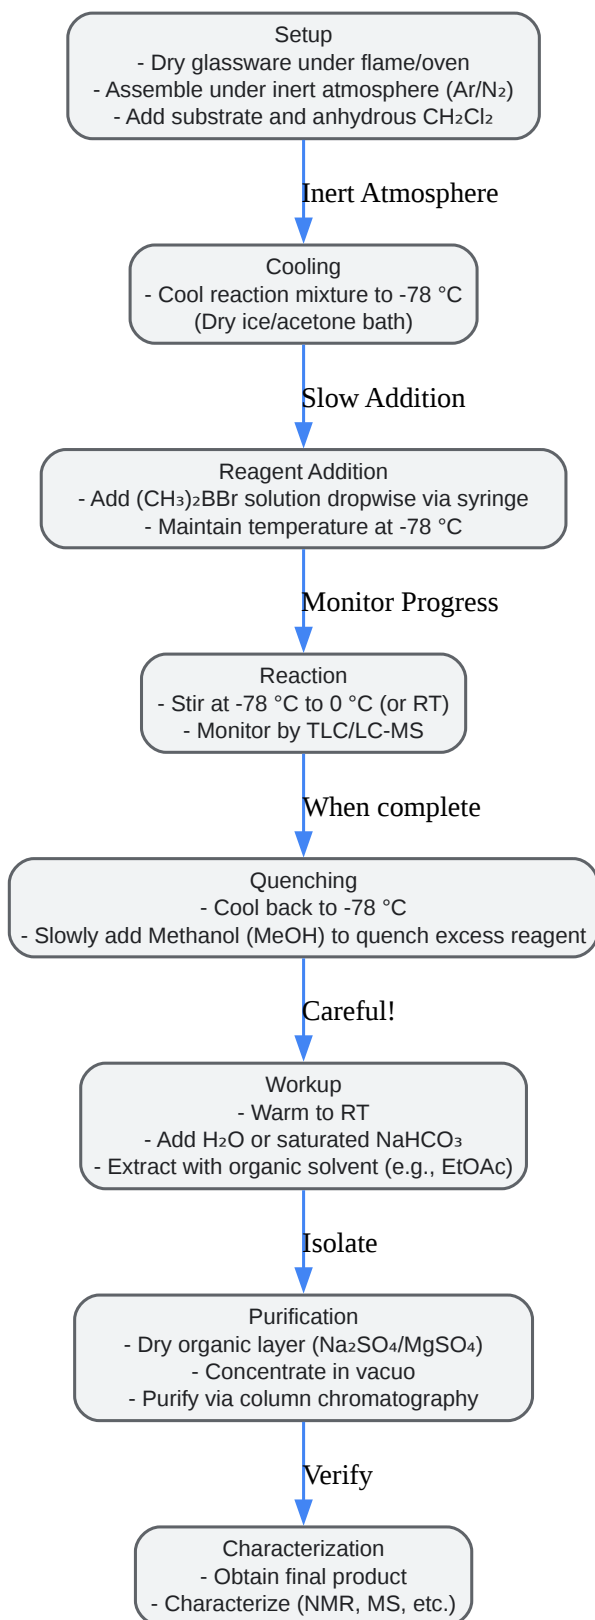 Setup
- Dry glassware under flame/oven
- Assemble under inert atmosphere (Ar/N₂)
- Add substrate and anhydrous CH₂Cl₂
Inert Atmosphere
Cooling
- Cool reaction mixture to -78 °C
(Dry ice/acetone bath)
Slow Addition
Reagent Addition
- Add (CH₃)₂BBr solution dropwise via syringe
- Maintain temperature at -78 °C
Monitor Progress
Reaction
- Stir at -78 °C to 0 °C (or RT)
- Monitor by TLC/LC-MS
When complete
Quenching
- Cool back to -78 °C
- Slowly add Methanol (MeOH) to quench excess reagent
Careful!
Workup
- Warm to RT
- Add H₂O or saturated NaHCO₃
- Extract with organic solvent (e.g., EtOAc)
Isolate
Purification
- Dry organic layer (Na₂SO₄/MgSO₄)
- Concentrate in vacuo
- Purify via column chromatography
Verify
Characterization
- Obtain final product
- Characterize (NMR, MS, etc.)